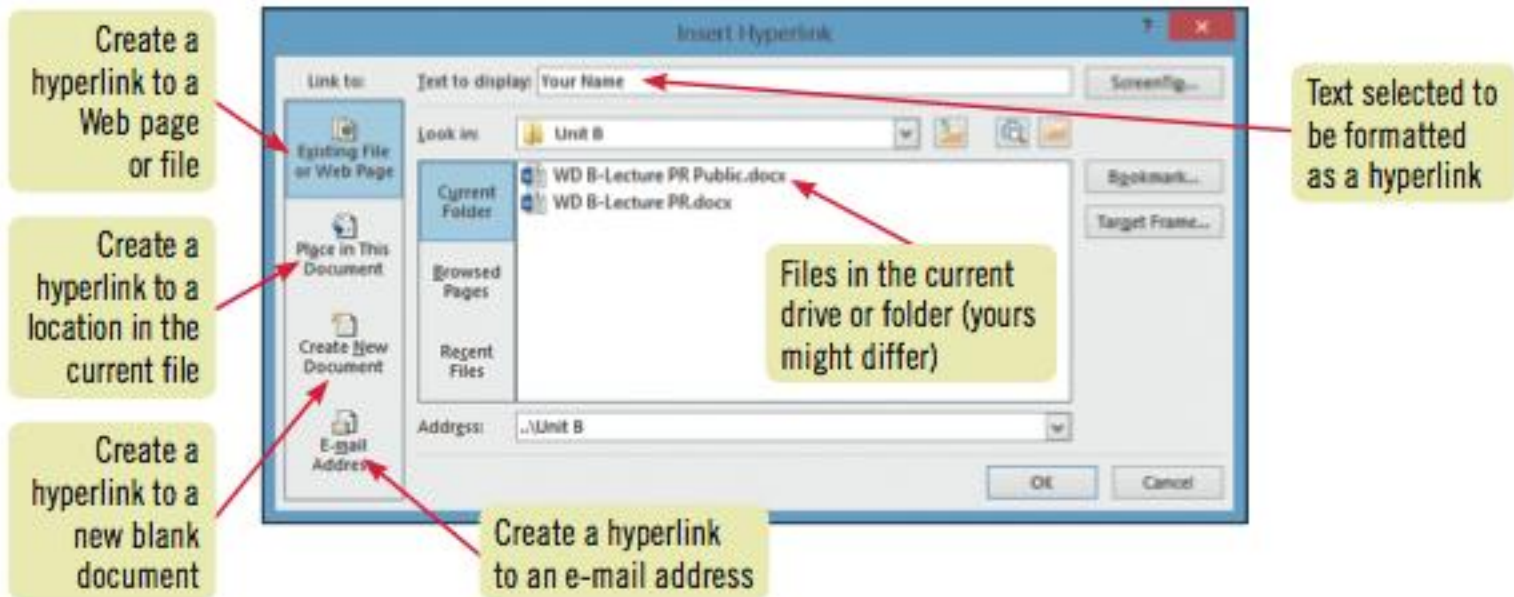 Create a
hyperlink to a
Web page
or file
Create a
hyperlink to a
location in the
current file
Create a
hyperlink to a
new blank
document
Insert Hyperlink
?
Link to:
Text to display: Your Name
ScreenTip...
Existing File
or Web Page
Look in:
Unit B
Place in This
Document
Create New
Document
E-mail
Address
Current
Folder
Browsed
Pages
Recent
Files
WD B-Lecture PR Public.docx
WD B-Lecture PR.docx
Bookmark...
Target Frame...
Files in the current
drive or folder (yours
might differ)
Address: ..\Unit B
OK
Cancel
Create a hyperlink
to an e-mail address
Text selected to
be formatted
as a hyperlink